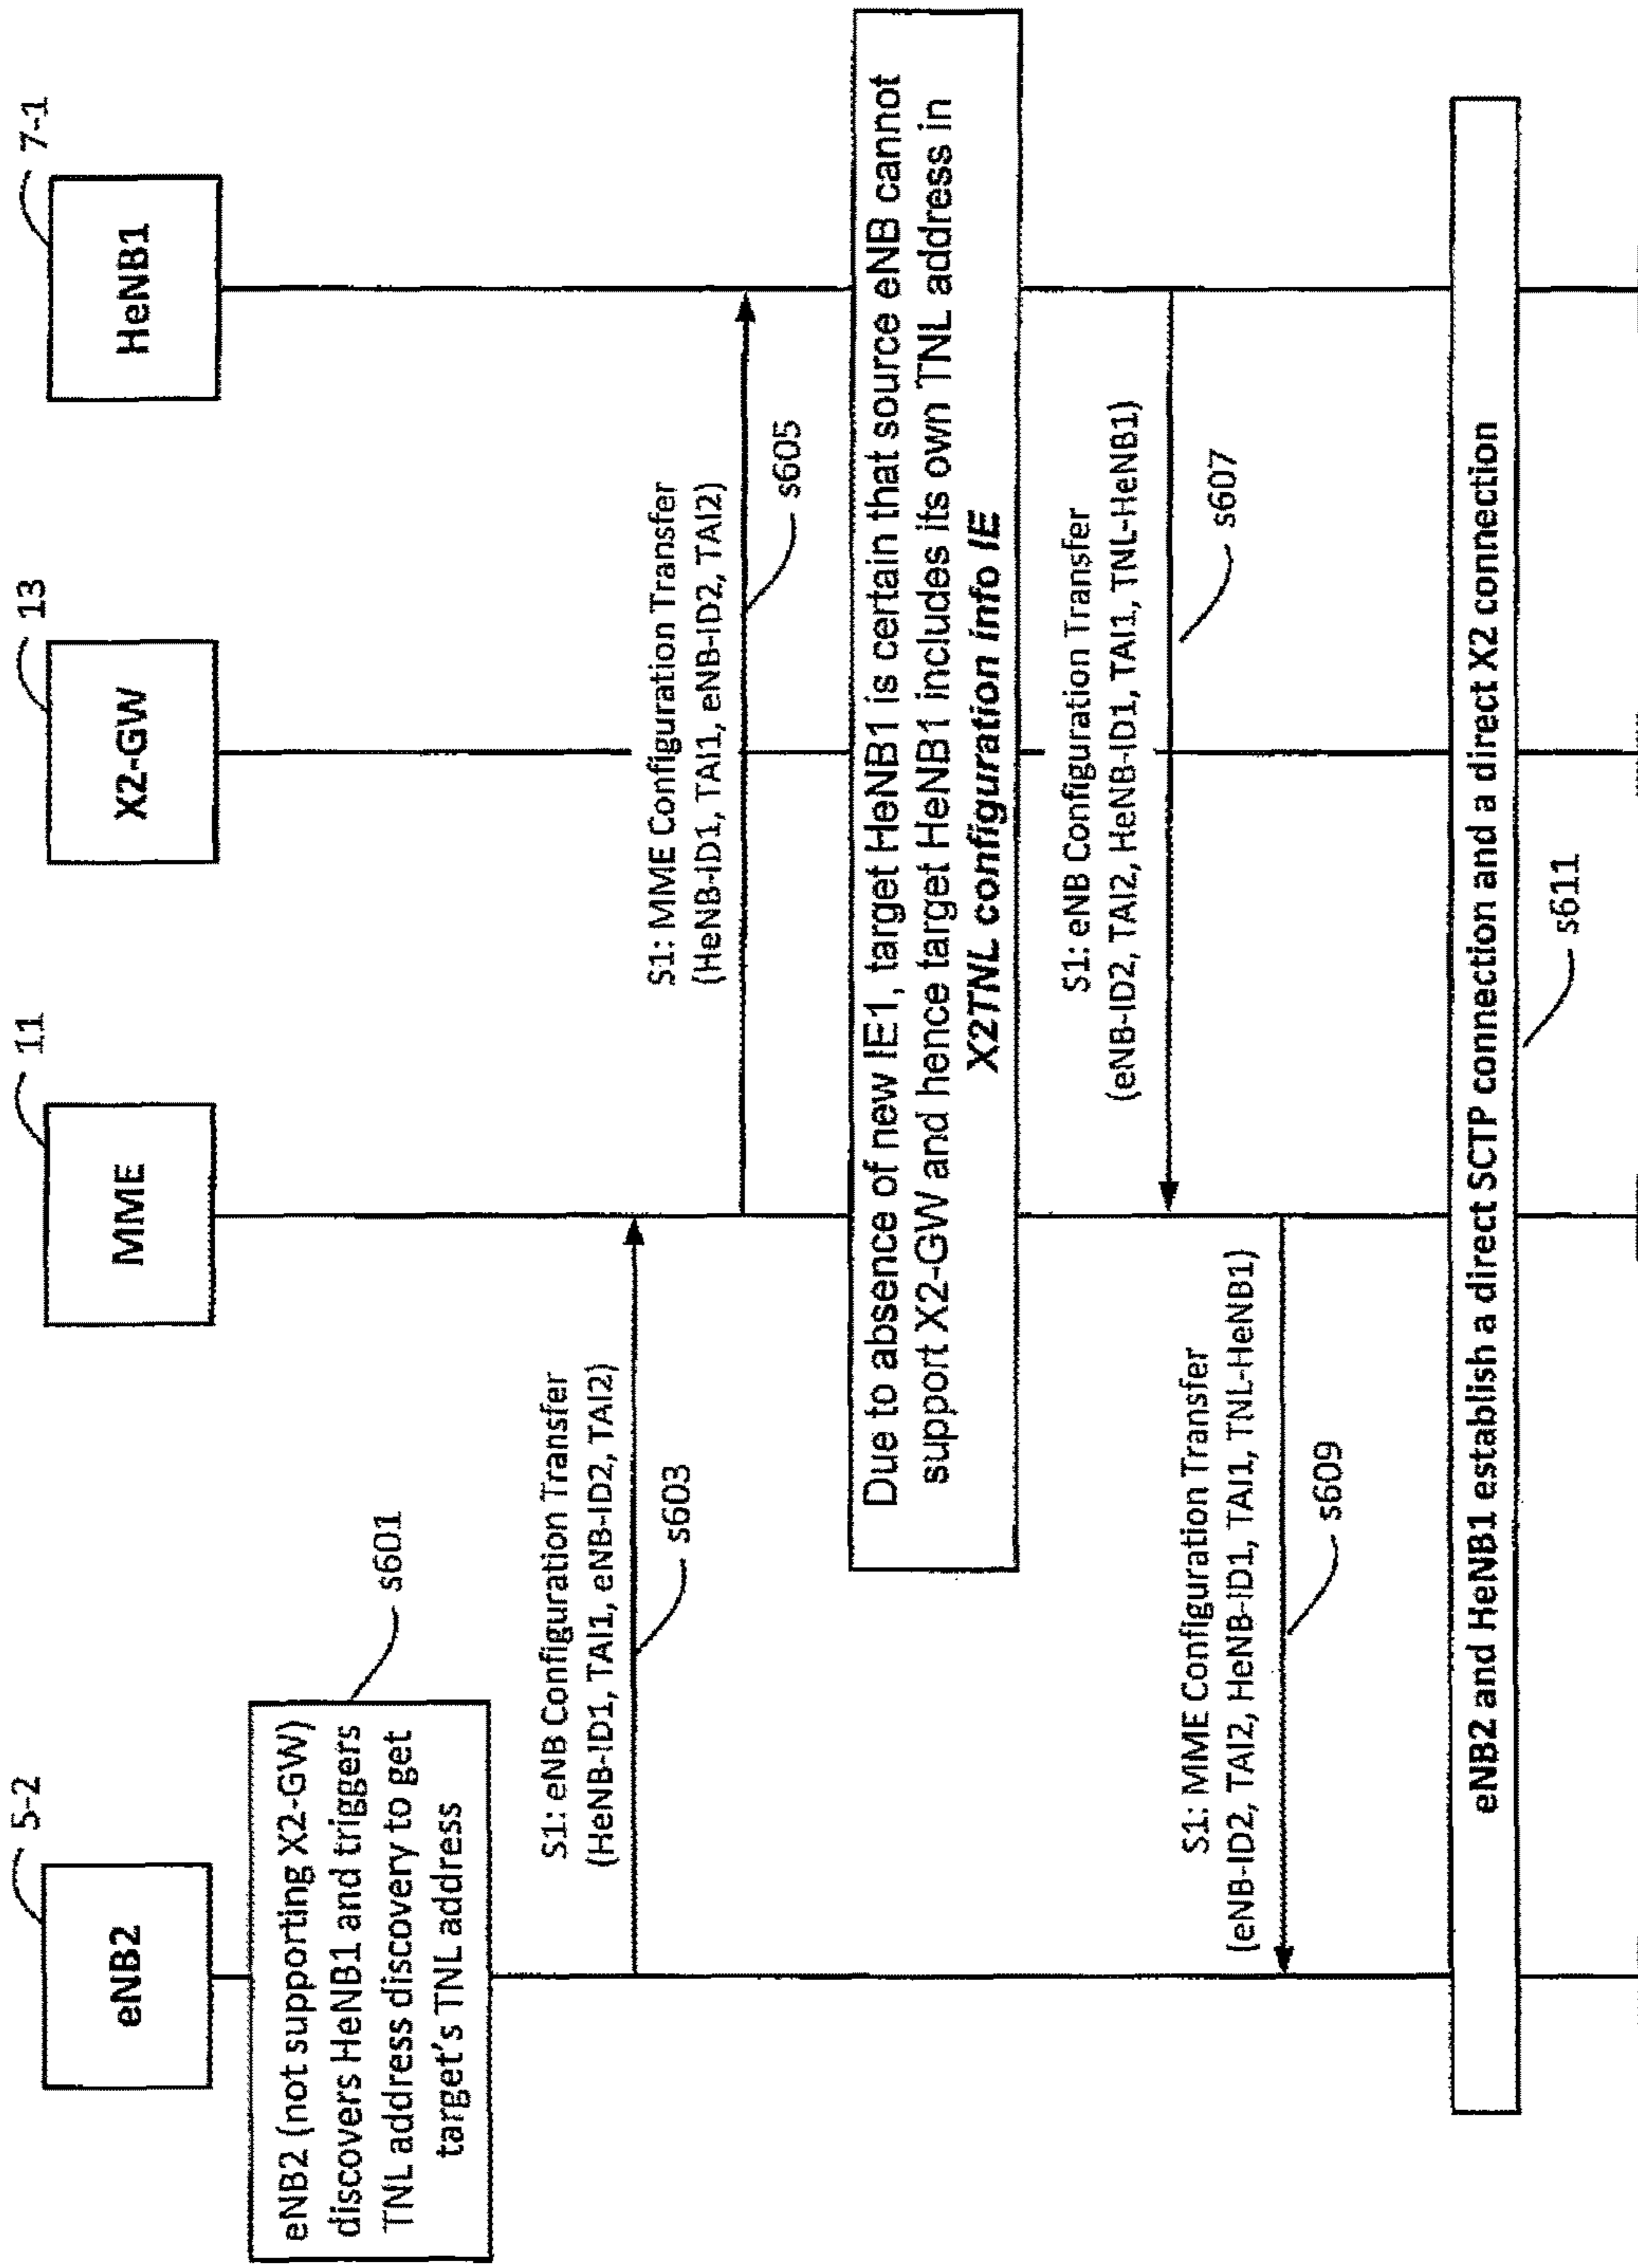 5-2
11
13
7-1
eNB2
MME
X2-GW
HeNB1
eNB2 (not supporting X2-GW)
discovers HeNB1 and triggers
TNL address discovery to get
target's TNL address
s601
S1: eNB Configuration Transfer
(HeNB-ID1, TAI1, eNB-ID2, TAI2)
s603
S1: MME Configuration Transfer
(HeNB-ID1, TAI1, eNB-ID2, TAI2)
s605
Due to absence of new IE1, target HeNB1 is certain that source eNB cannot
support X2-GW and hence target HeNB1 includes its own TNL address in
X2TNL configuration info IE
S1: eNB Configuration Transfer
(eNB-ID2, TAI2, HeNB-ID1, TAI1, TNL-HeNB1)
s607
S1: MME Configuration Transfer
(eNB-ID2, TAI2, HeNB-ID1, TAI1, TNL-HeNB1)
s609
eNB2 and HeNB1 establish a direct SCTP connection and a direct X2 connection
s611